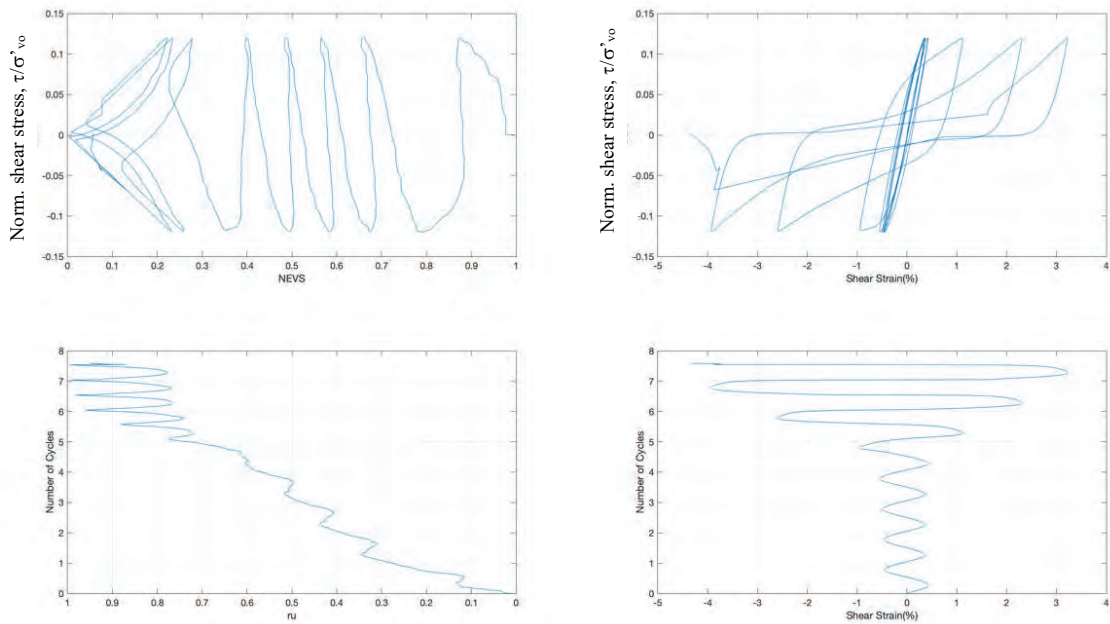 Norm. shear stress, τ/σ'vo
0.15
0.1
0.05
0
-0.05
-0.1
-0.15
0 0.1 0.2 0.3 0.4 0.5 0.6 0.7 0.8 0.9 1
NEVS
Norm. shear stress, τ/σ'vo
0.15
0.10
0.05
0
-0.05
-0.1
-0.15
-5 -4 -3 -2 -1 0 1 2 3 4
Shear Strain(%)
Number of Cycles
8
7
6
5
4
3
2
1
0
1 0.9 0.8 0.7 0.6 0.5 0.4 0.3 0.2 0.1 0
ru
Number of Cycles
8
7
6
5
4
3
2
1
0
-5 -4 -3 -2 -1 0 1 2 3 4
Shear Strain(%)